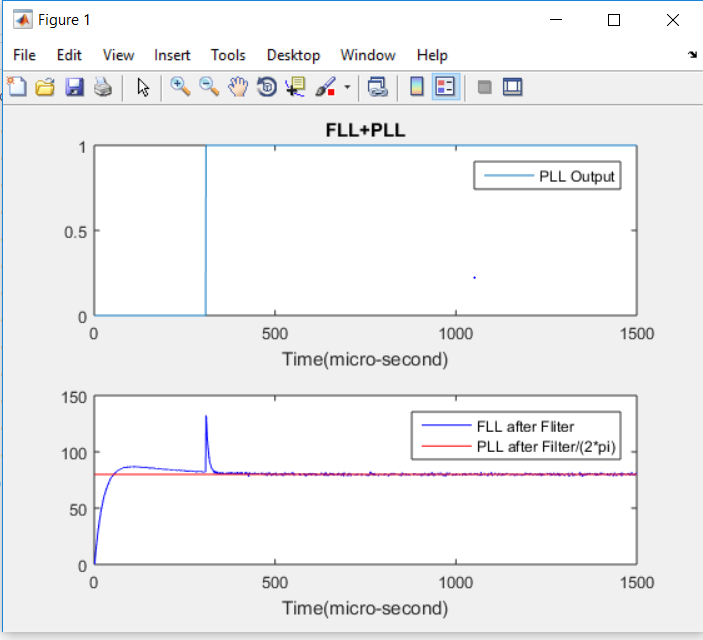 Figure 1
File Edit View Insert Tools Desktop Window Help
FLL+PLL
1
0.5
0
PLL Output
0 500 1000 1500
Time(micro-second)
150
100
50
0
FLL after Fliter
PLL after Filter/(2*pi)
0 500 1000 1500
Time(micro-second)